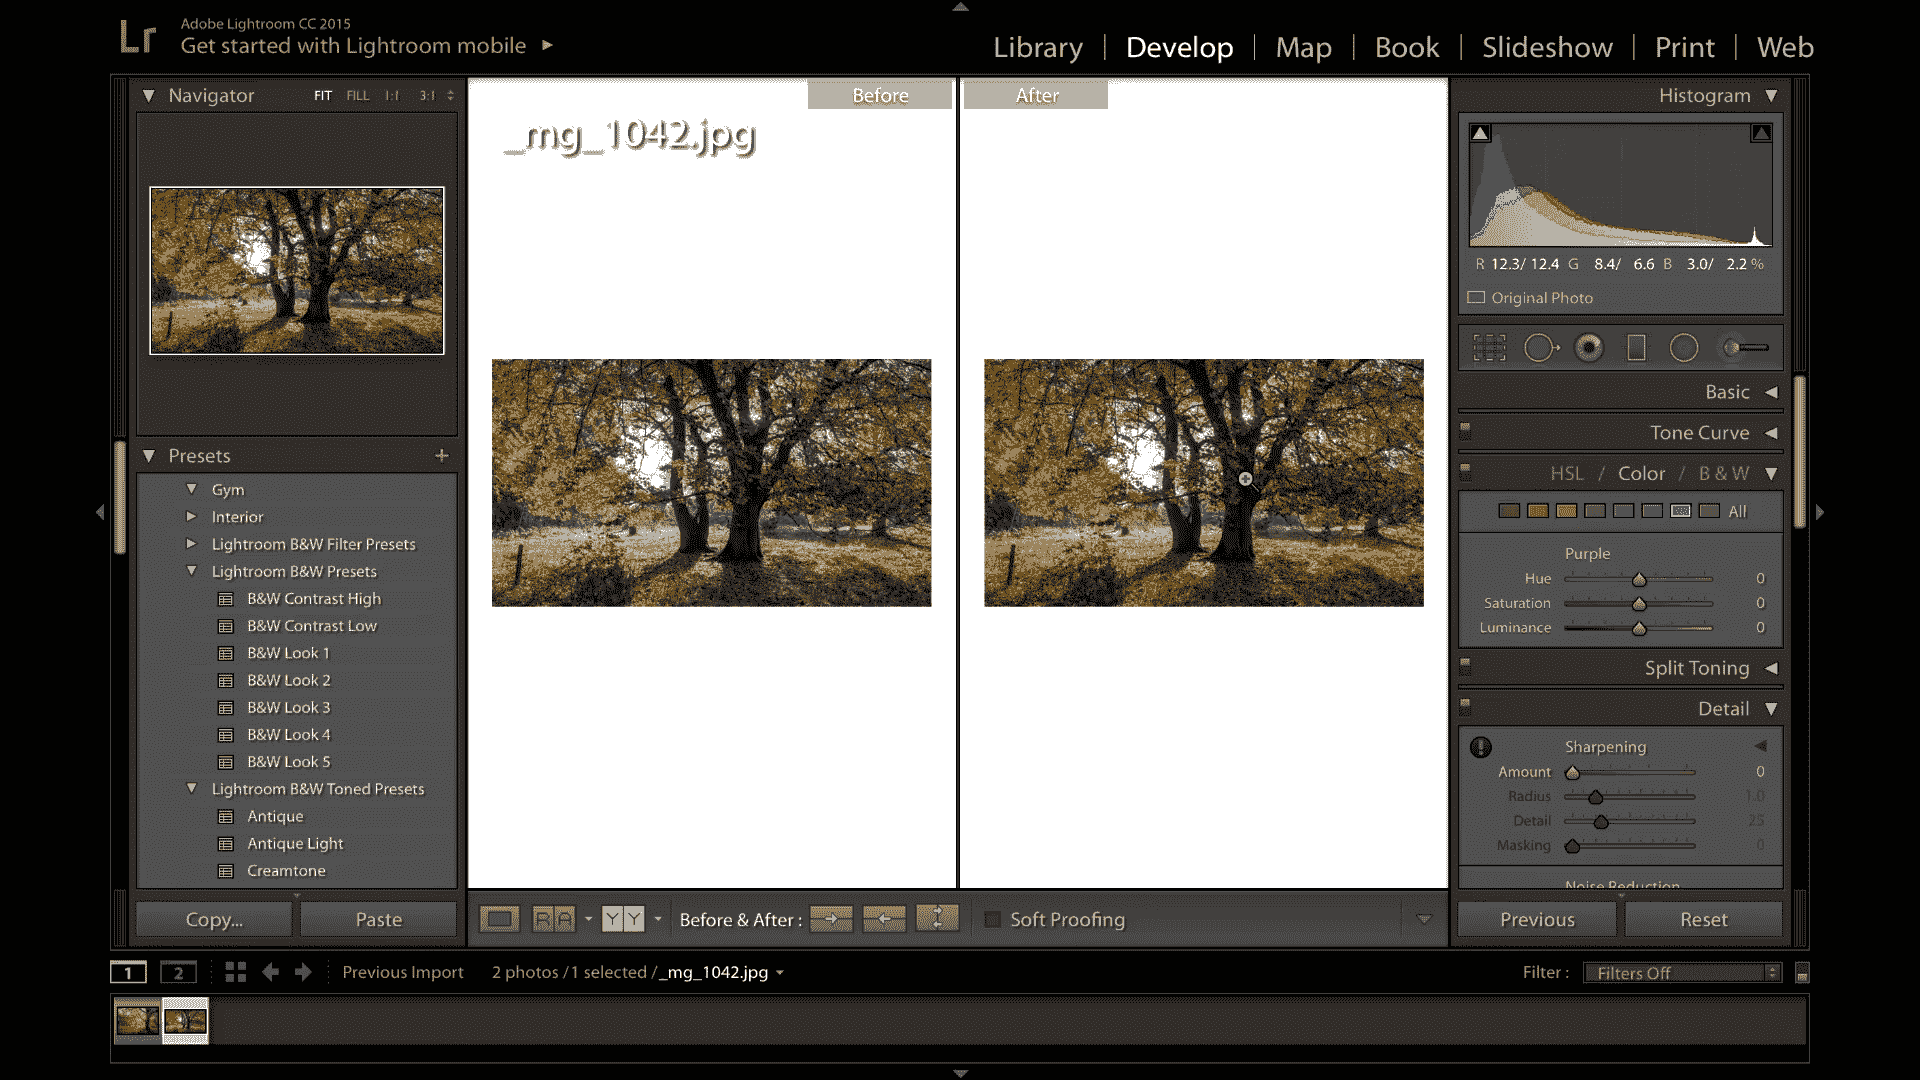 Lr
Adobe Lightroom CC 2015
Get started with Lightroom mobile
Library | Develop | Map | Book | Slideshow | Print | Web
Navigator FIT FILL 1:1 3:1
Before
After
_mg_1042.jpg
Presets +
Gym
Interior
Lightroom B&W Filter Presets
Lightroom B&W Presets
B&W Contrast High
B&W Contrast Low
B&W Look 1
B&W Look 2
B&W Look 3
B&W Look 4
B&W Look 5
Lightroom B&W Toned Presets
Antique
Antique Light
Creamtone
Copy...
Paste
R A
Y Y
Before & After :
Soft Proofing
Histogram
R 12.3/ 12.4 G 8.4/ 6.6 B 3.0/ 2.2 %
Original Photo
Basic
Tone Curve
HSL / Color / B & W
All
Purple
Hue 0
Saturation 0
Luminance 0
Split Toning
Detail
Sharpening
Amount 0
Radius 1.0
Detail 25
Masking 0
Noise Reduction
Previous
Reset
1 2 Previous Import 2 photos /1 selected /_mg_1042.jpg
Filter : Filters Off